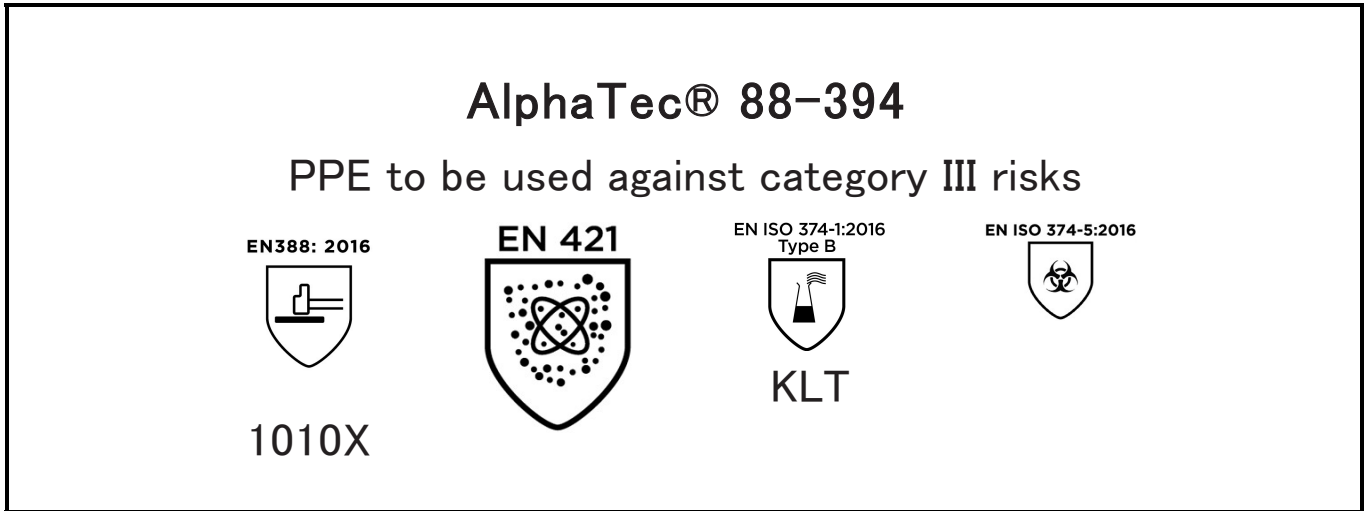 AlphaTec® 88-394
PPE to be used against category III risks
EN388: 2016
1010X
EN 421
EN ISO 374-1:2016
Type B
KLT
EN ISO 374-5:2016